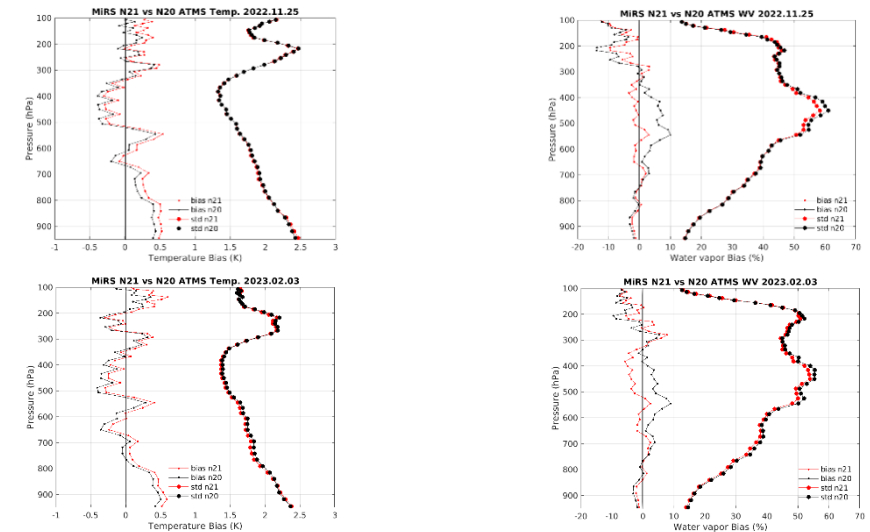 MiRS N21 vs N20 ATMS Temp. 2022.11.25
100
200
300
400
500
600
700
800
900
Pressure (hPa)
bias n21
bias n20
std n21
std n20
-1 -0.5 0 0.5 1 1.5 2 2.5 3
Temperature Bias (K)
MiRS N21 vs N20 ATMS WV 2022.11.25
100
200
300
400
500
600
700
800
900
Pressure (hPa)
bias n21
bias n20
std n21
std n20
-20 -10 0 10 20 30 40 50 60 70
Water vapor Bias (%)
MiRS N21 vs N20 ATMS Temp. 2023.02.03
100
200
300
400
500
600
700
800
900
Pressure (hPa)
bias n21
bias n20
std n21
std n20
-1 -0.5 0 0.5 1 1.5 2 2.5 3
Temperature Bias (K)
MiRS N21 vs N20 ATMS WV 2023.02.03
100
200
300
400
500
600
700
800
900
Pressure (hPa)
bias n21
bias n20
std n21
std n20
-20 -10 0 10 20 30 40 50 60 70
Water vapor Bias (%)